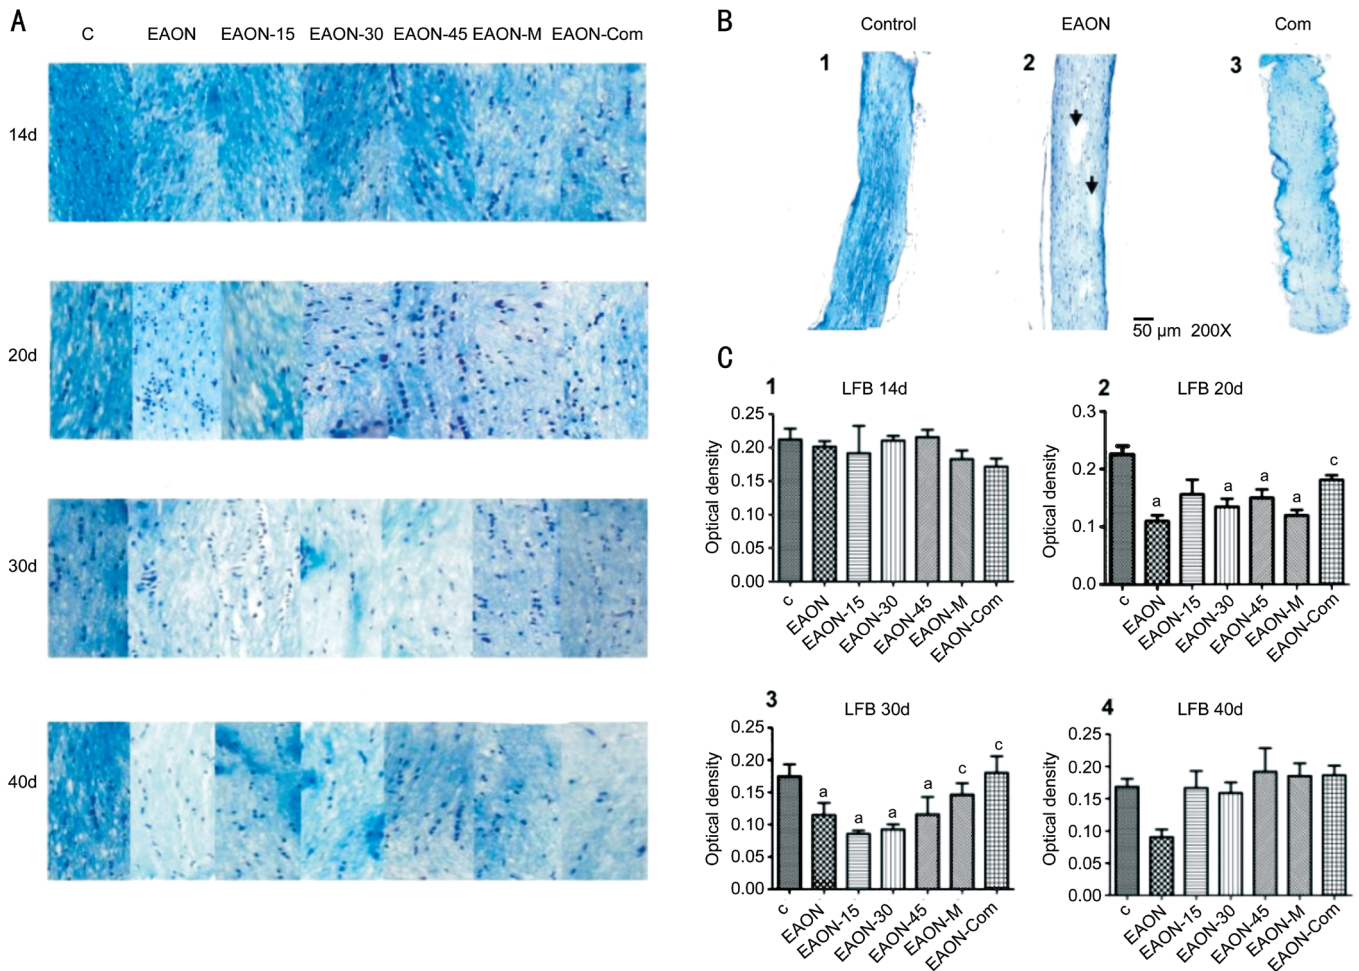 A
C EAON EAON-15 EAON-30 EAON-45 EAON-M EAON-Com
14d
20d
30d
40d
B
Control EAON Com
1 2 3
50 µm 200X
C
1 LFB 14d
Optical density
0.25
0.20
0.15
0.10
0.05
0.00
c EAON EAON-15 EAON-30 EAON-45 EAON-M EAON-Com
2 LFB 20d
Optical density
0.3
0.2
0.1
0.0
a a a a c
c EAON EAON-15 EAON-30 EAON-45 EAON-M EAON-Com
3 LFB 30d
Optical density
0.25
0.20
0.15
0.10
0.05
0.00
a a a a c c
c EAON EAON-15 EAON-30 EAON-45 EAON-M EAON-Com
4 LFB 40d
Optical density
0.25
0.20
0.15
0.10
0.05
0.00
c EAON EAON-15 EAON-30 EAON-45 EAON-M EAON-Com